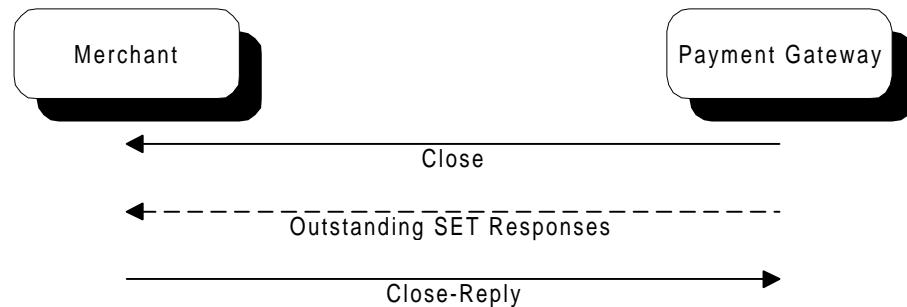 Merchant
Payment Gateway
Close
Outstanding SET Responses
Close-Reply